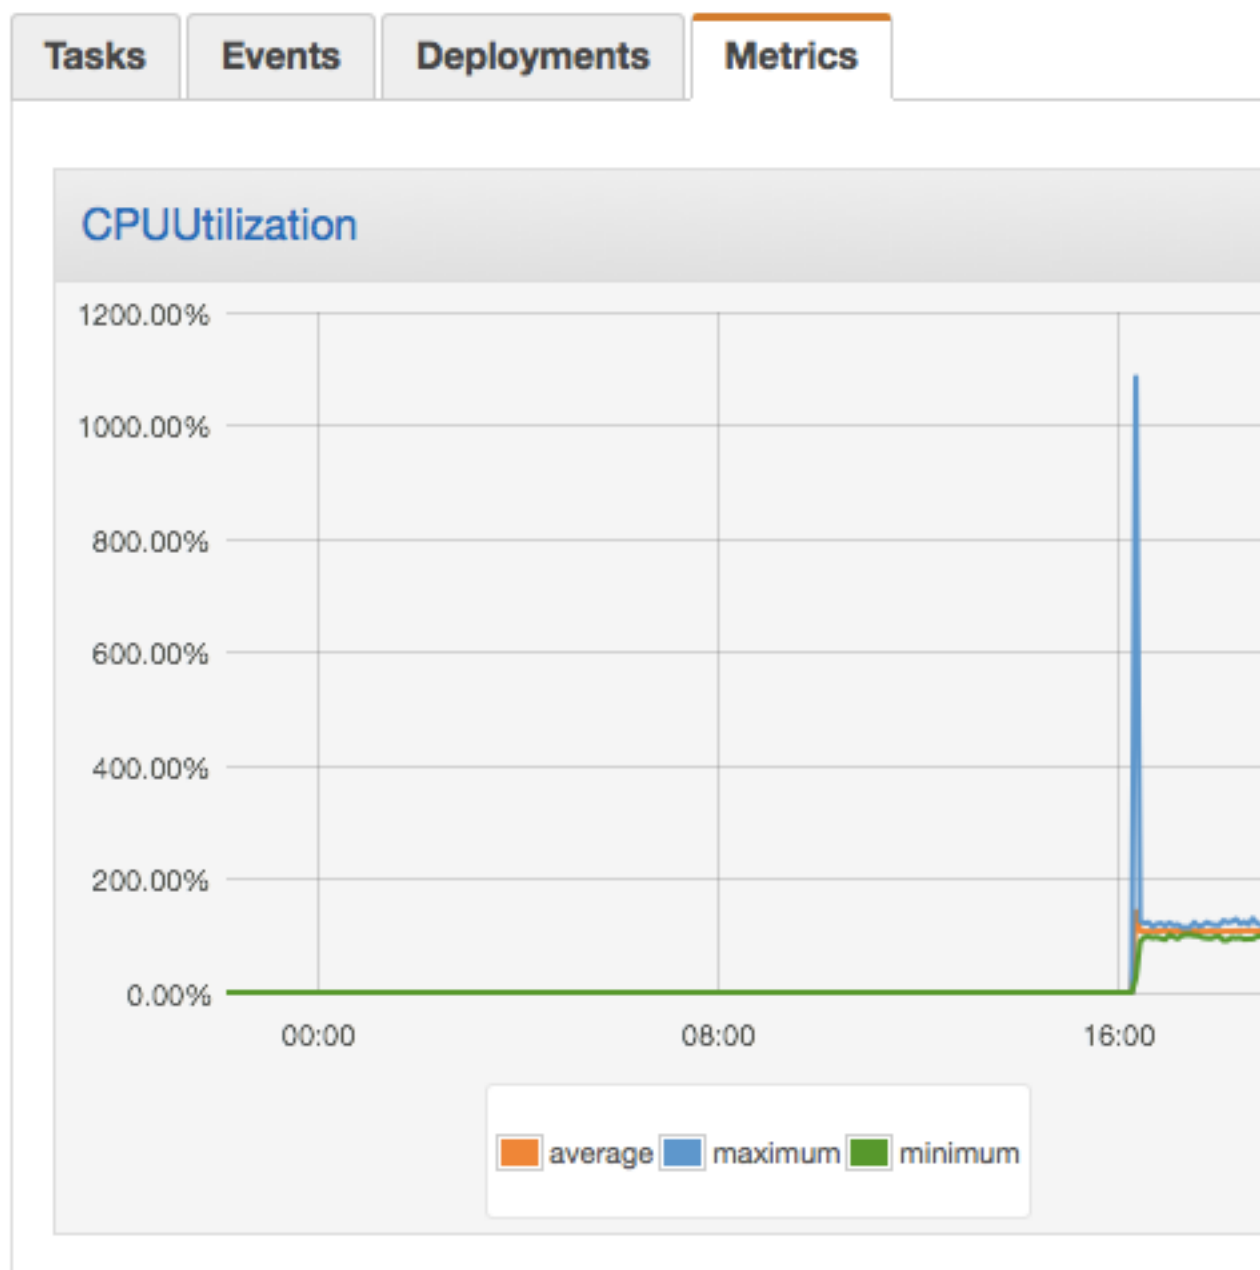 Tasks Events Deployments Metrics
CPUUtilization
1200.00%
1000.00%
800.00%
600.00%
400.00%
200.00%
0.00%
00:00 08:00 16:00
average maximum minimum